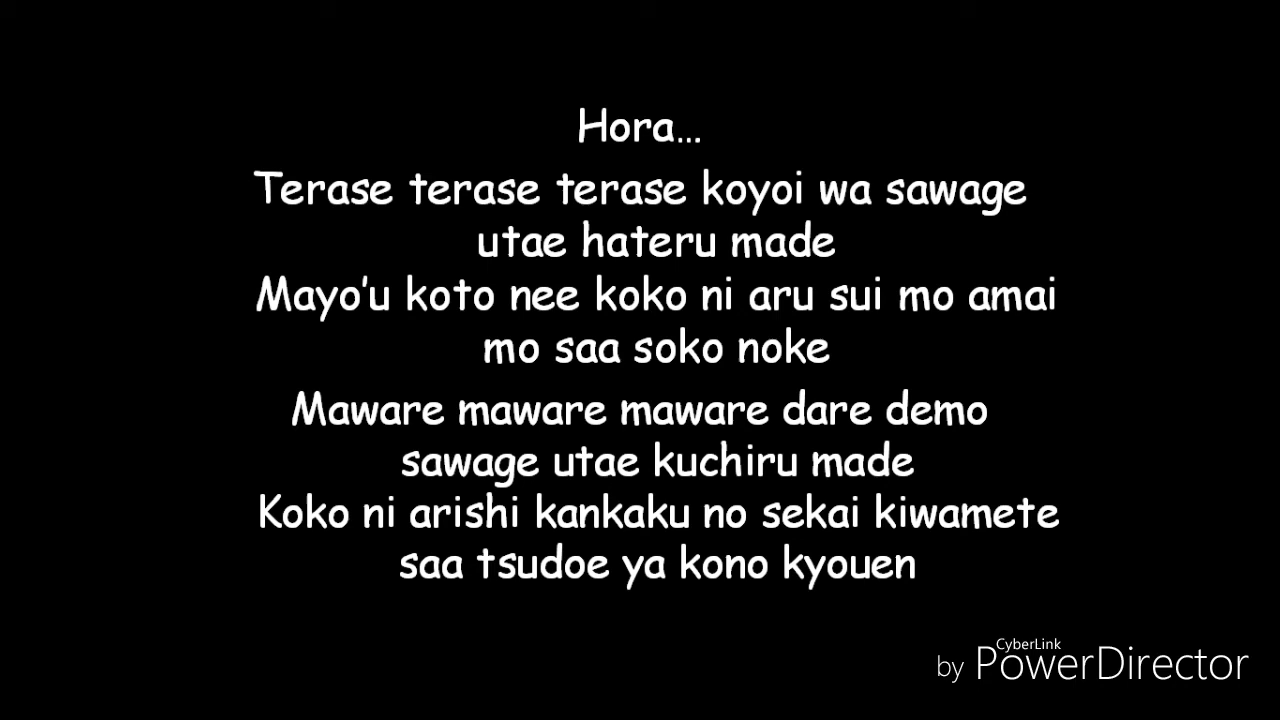 Hora...
Terase terase terase koyoi wa sawage
utae hateru made
Mayo'u koto nee koko ni aru sui mo amai
mo saa soko noke
Maware maware maware dare demo
sawage utae kuchiru made
Koko ni arishi kankaku no sekai kiwamete
saa tsudoe ya kono kyouen
CyberLink
by PowerDirector